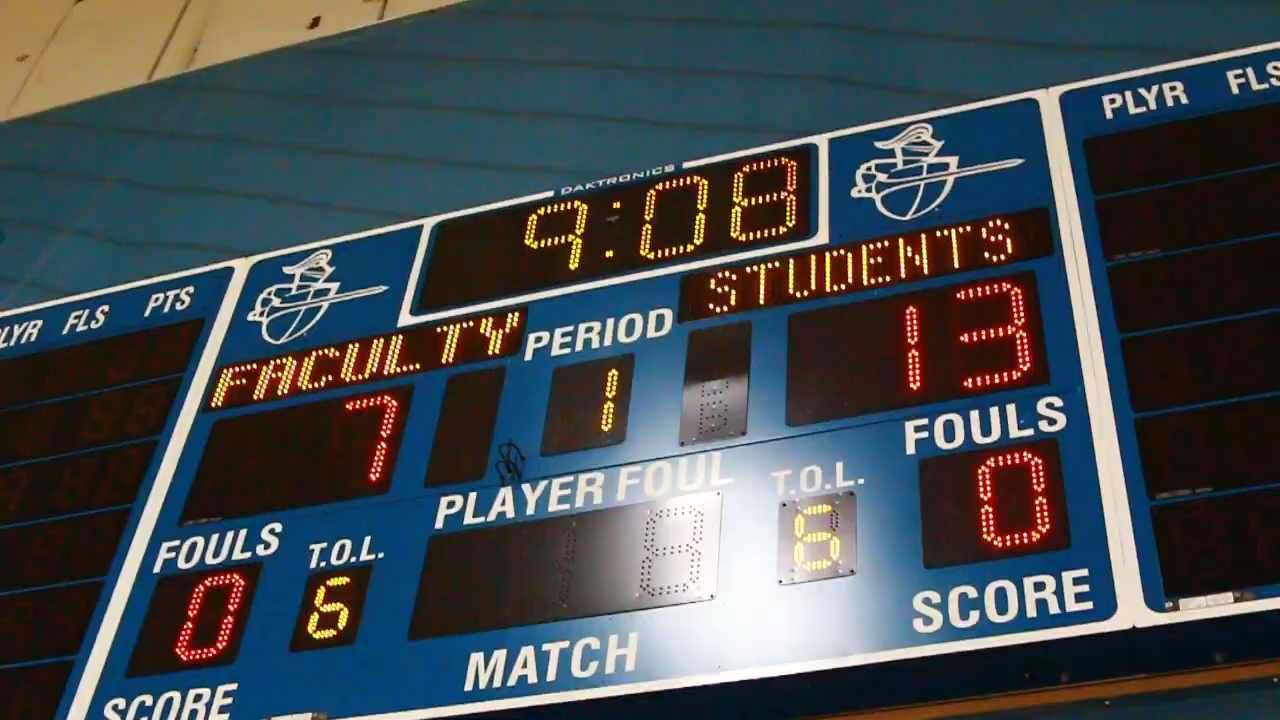 DAKTRONICS
9:08
PLYR FLS
PLYR FLS PTS
FACULTY PERIOD STUDENTS
7 1 13
PLAYER FOUL T.O.L. FOULS
6 0
FOULS T.O.L.
0 6
SCORE MATCH SCORE